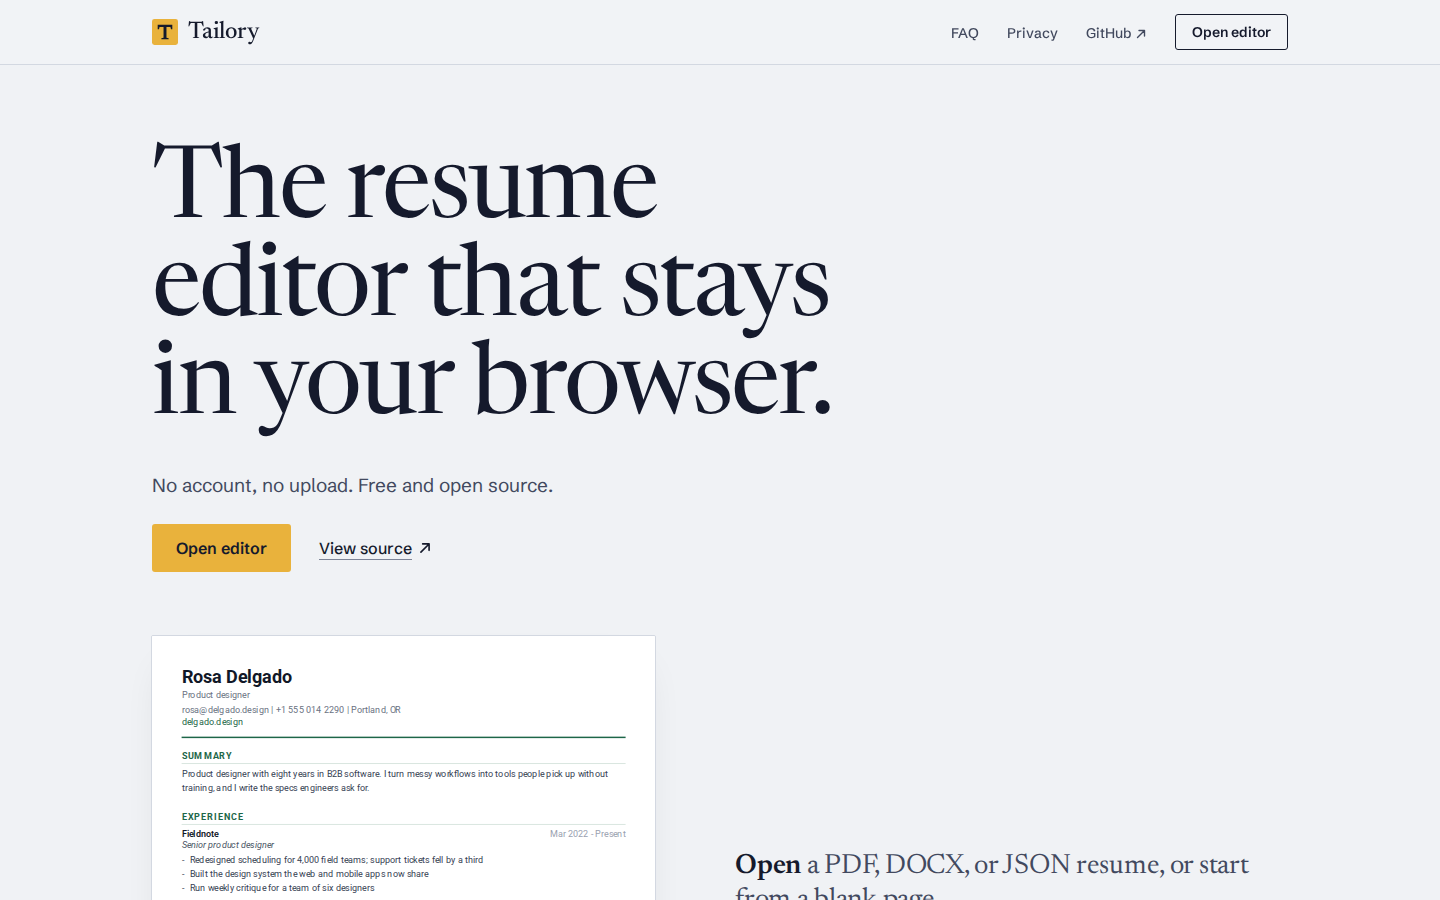 T Tailory
FAQ Privacy GitHub ↗ Open editor
The resume
editor that stays
in your browser.
No account, no upload. Free and open source.
Open editor View source ↗
Rosa Delgado
Product designer
rosa@delgado.design | +1 555 014 2290 | Portland, OR
delgado.design
SUMMARY
Product designer with eight years in B2B software. I turn messy workflows into tools people pick up without
training, and I write the specs engineers ask for.
EXPERIENCE
Fieldnote Mar 2022 - Present
Senior product designer
- Redesigned scheduling for 4,000 field teams; support tickets fell by a third
- Built the design system the web and mobile apps now share
- Run weekly critique for a team of six designers
Open a PDF, DOCX, or JSON resume, or start
from a blank page